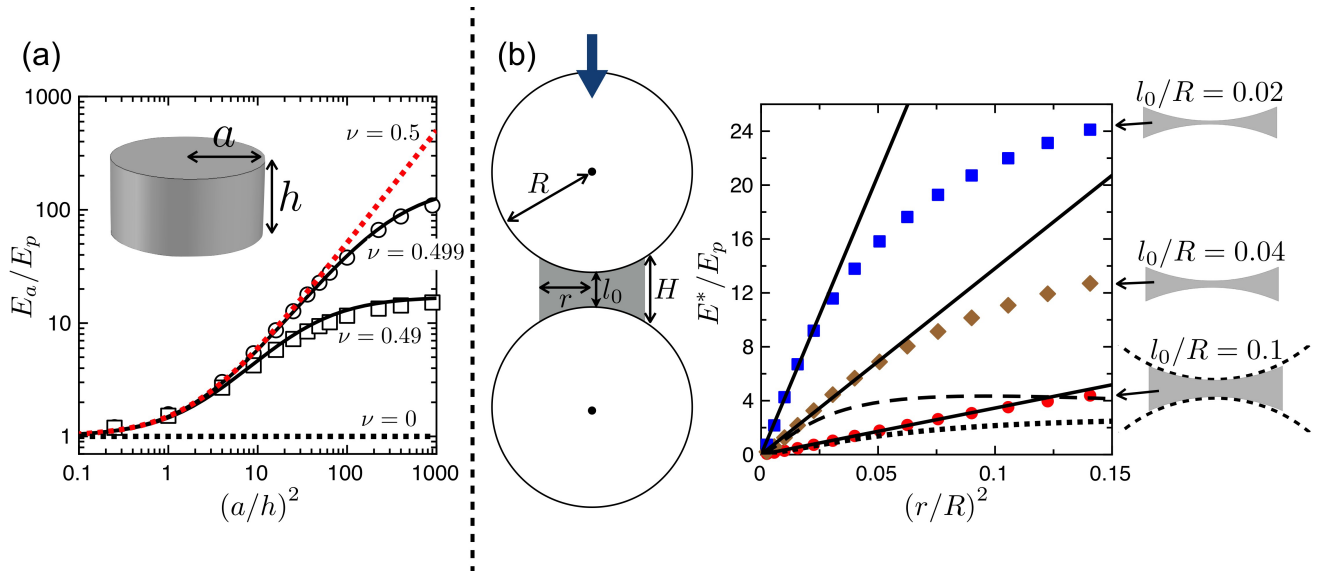 (a)
1000
100
10
1
E_a/E_p
0.1
1
10
100
1000
(a/h)^2
a
h
ν = 0.5
ν = 0.499
ν = 0.49
ν = 0
(b)
R
r
l_0
H
24
20
16
12
8
4
0
E^*/E_p
0
0.05
0.1
0.15
(r/R)^2
l_0/R = 0.02
l_0/R = 0.04
l_0/R = 0.1